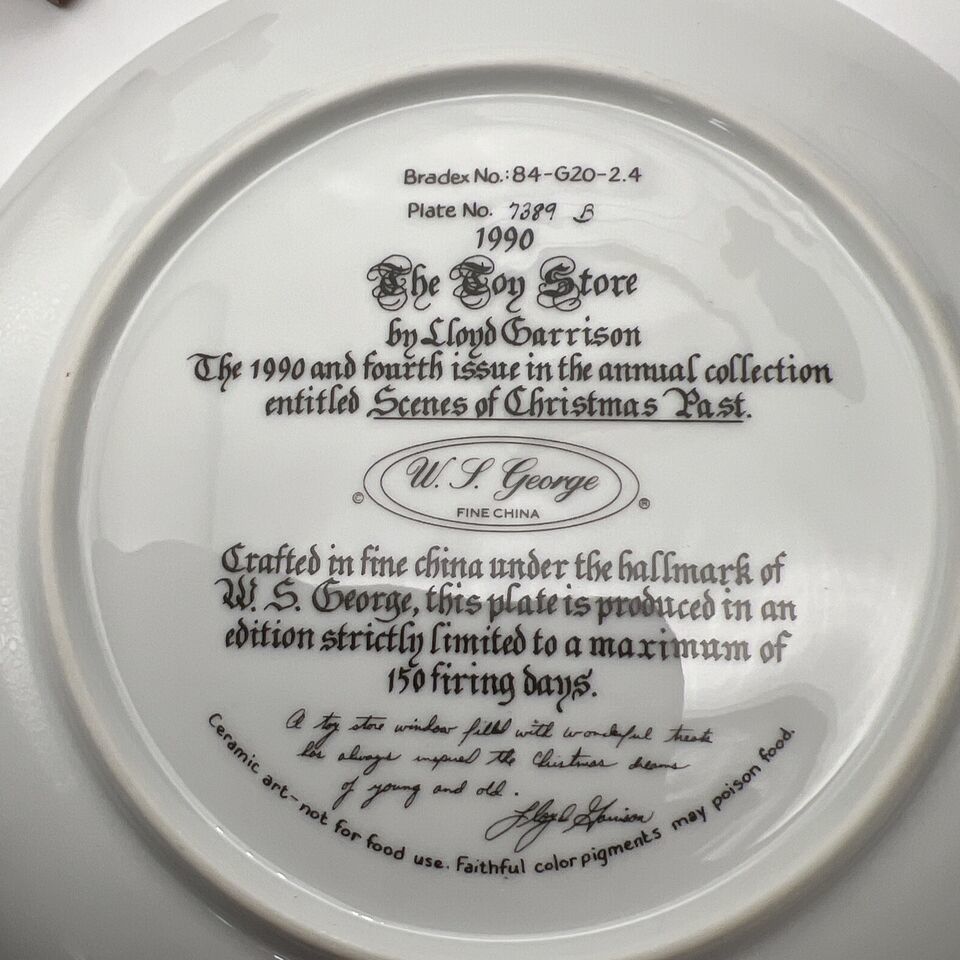 Bradex No.: 84-G20-2.4
Plate No. 7389 B
1990
The Toy Store
by Lloyd Garrison
The 1990 and fourth issue in the annual collection
entitled Scenes of Christmas Past.
W. S. George
© FINE CHINA ®
Crafted in fine china under the hallmark of
W. S. George, this plate is produced in an
edition strictly limited to a maximum of
150 firing days.
A toy store window filled with wonderful treats
has always inspired the Christmas dreams
of young and old.
Lloyd Garrison
Ceramic art-not for food use. Faithful color pigments may poison food.